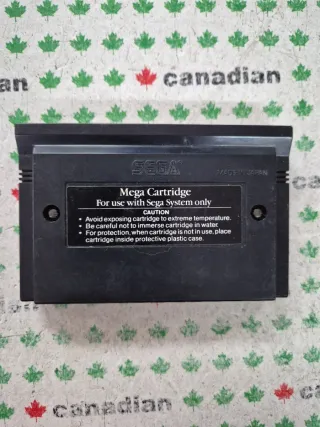 canadian
SEGA
Mega Cartridge
For use with Sega System only
CAUTION
• Avoid exposing cartridge to extreme temperature.
• Be careful not to immerse cartridge in water.
• For protection, when cartridge is not in use, place
cartridge inside protective plastic case.
canadian
canadian